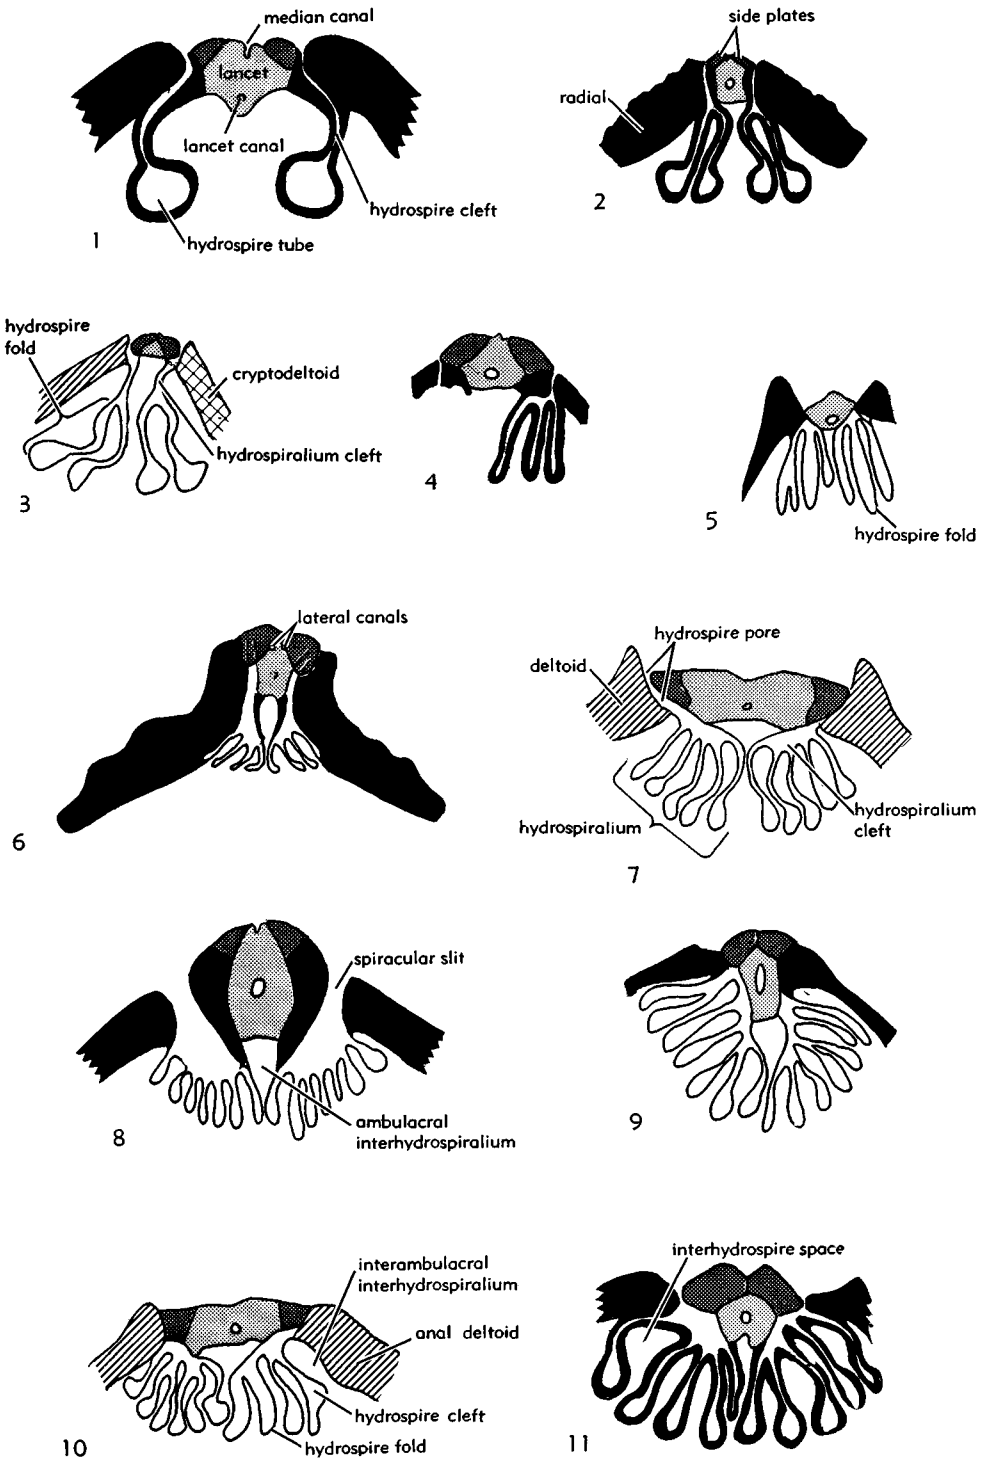 median canal
lancet
lancet canal
hydrospire cleft
hydrospire tube
1
side plates
radial
2
hydrospire
fold
cryptodeltoid
hydrospiralium cleft
3
4
5
hydrospire fold
lateral canals
6
hydrospire pore
deltoid
hydrospiralium
hydrospiralium
cleft
7
spiracular slit
ambulacral
interhydrospiralium
8
9
interambulacral
interhydrospiralium
anal deltoid
hydrospire cleft
hydrospire fold
10
interhydrospire space
11